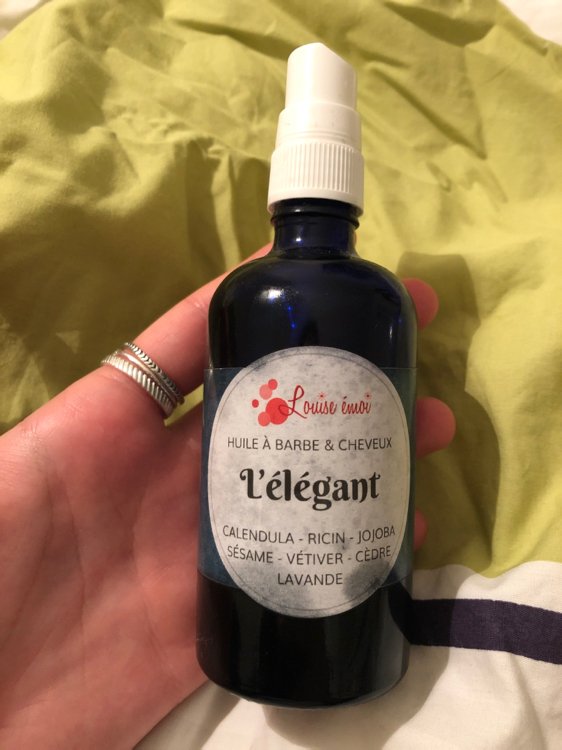 Louise émoi
HUILE À BARBE & CHEVEUX
L'élégant
CALENDULA - RICIN - JOJOBA
SÉSAME - VÉTIVER - CÈDRE
LAVANDE